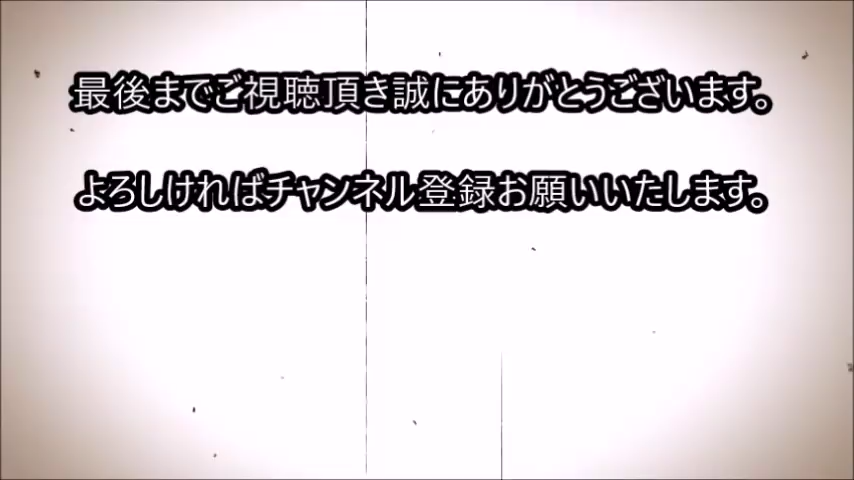 最後までご視聴頂き誠にありがとうございます。
よろしければチャンネル登録お願いいたします。